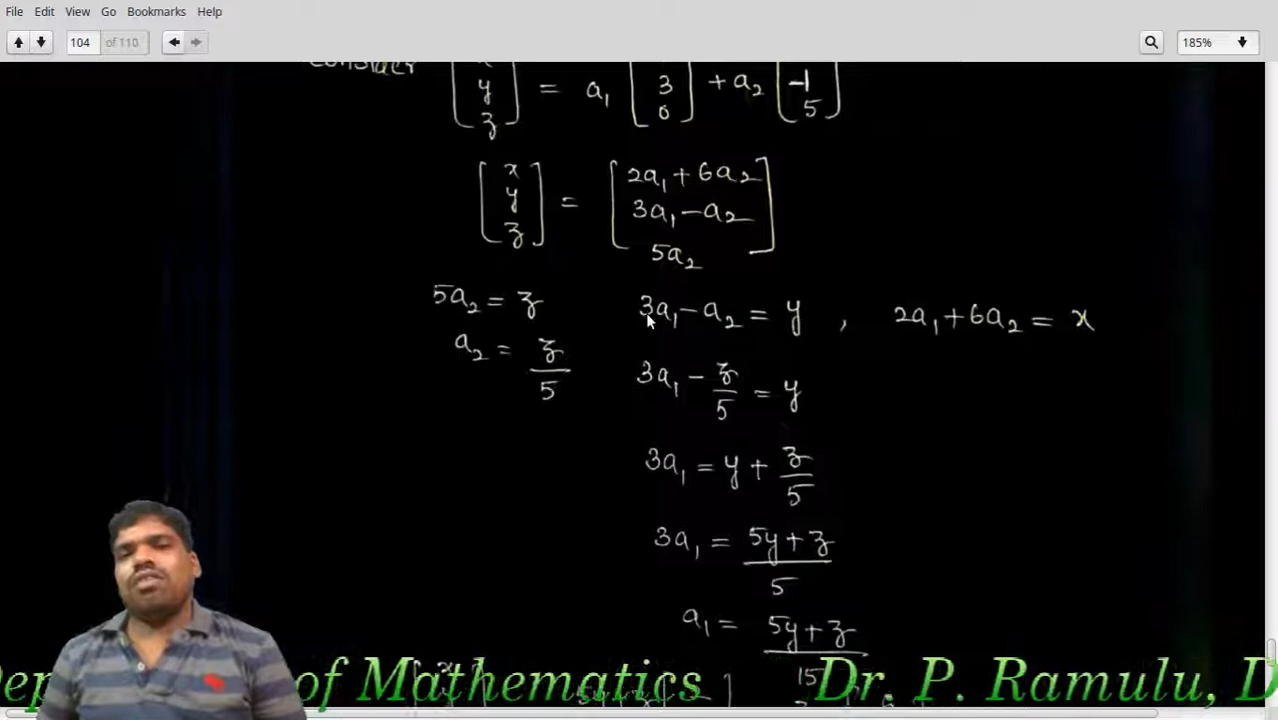 File Edit View Go Bookmarks Help
104 of 110 185%
Consider [ y z ] = a₁ [ 3 0 ] + a₂ [ -1 5 ]
[ x y z ] = [ 2a₁ + 6a₂ 3a₁ - a₂ 5a₂ ]
5a₂ = z 3a₁ - a₂ = y , 2a₁ + 6a₂ = x
a₂ = z/5 3a₁ - z/5 = y
3a₁ = y + z/5
3a₁ = (5y + z)/5
a₁ = (5y + z)/15
of Mathematics Dr. P. Ramulu, D